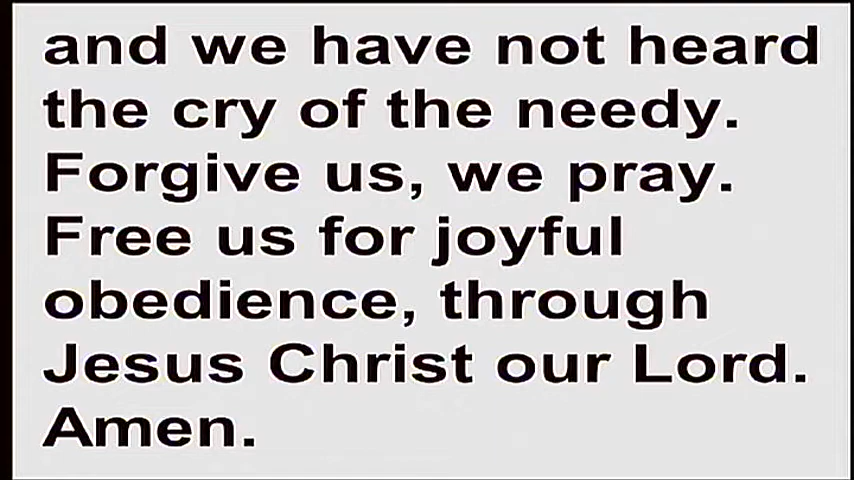 and we have not heard
the cry of the needy.
Forgive us, we pray.
Free us for joyful
obedience, through
Jesus Christ our Lord.
Amen.